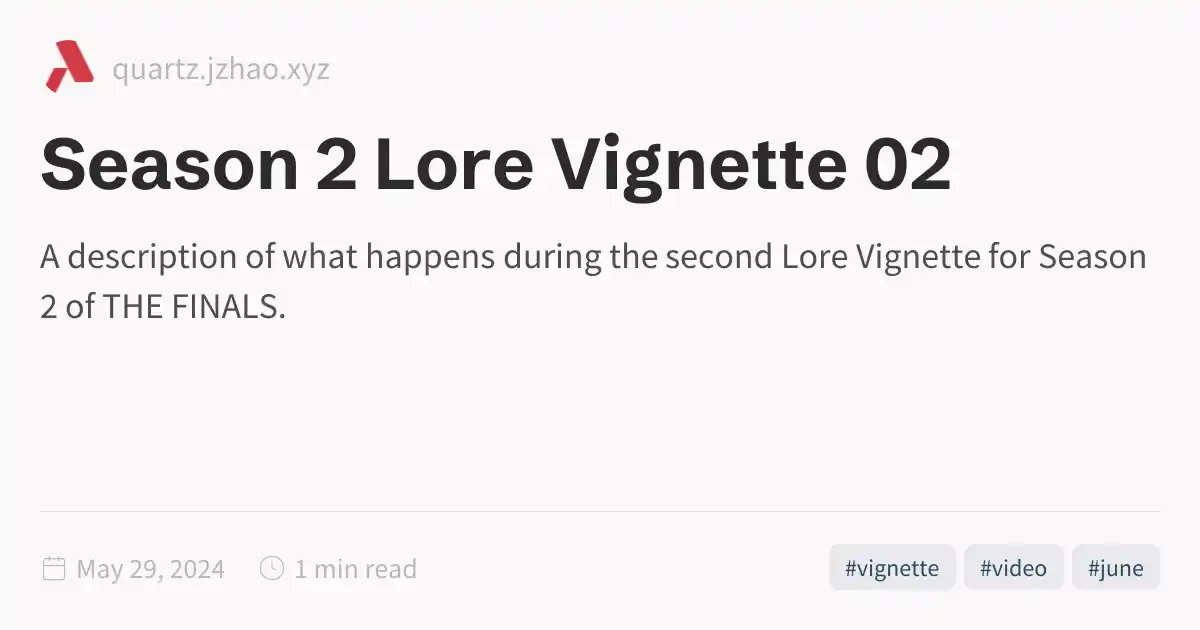 quartz.jzhao.xyz
Season 2 Lore Vignette 02
A description of what happens during the second Lore Vignette for Season
2 of THE FINALS.
May 29, 2024 1 min read #vignette #video #june